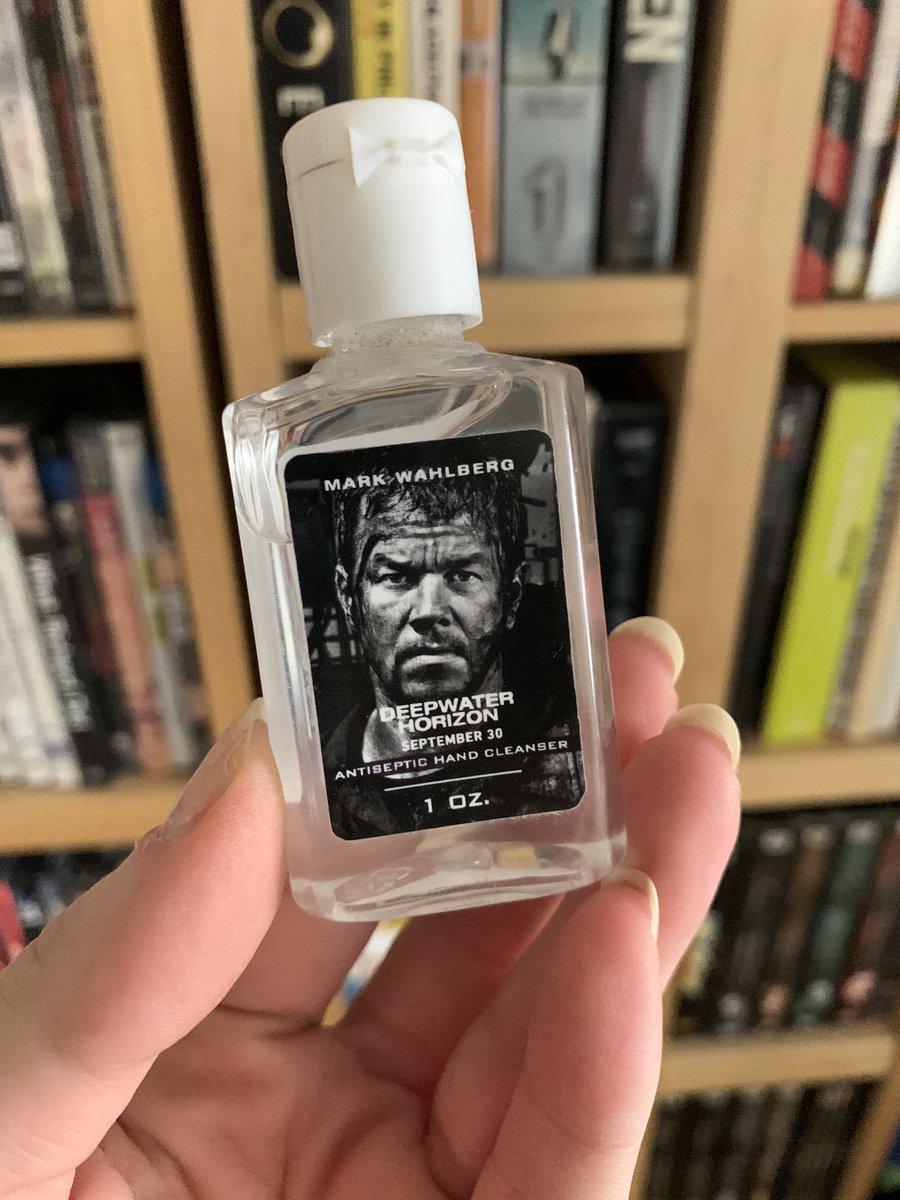 MARK WAHLBERG
DEEPWATER
HORIZON
SEPTEMBER 30
ANTISEPTIC HAND CLEANSER
1 OZ.